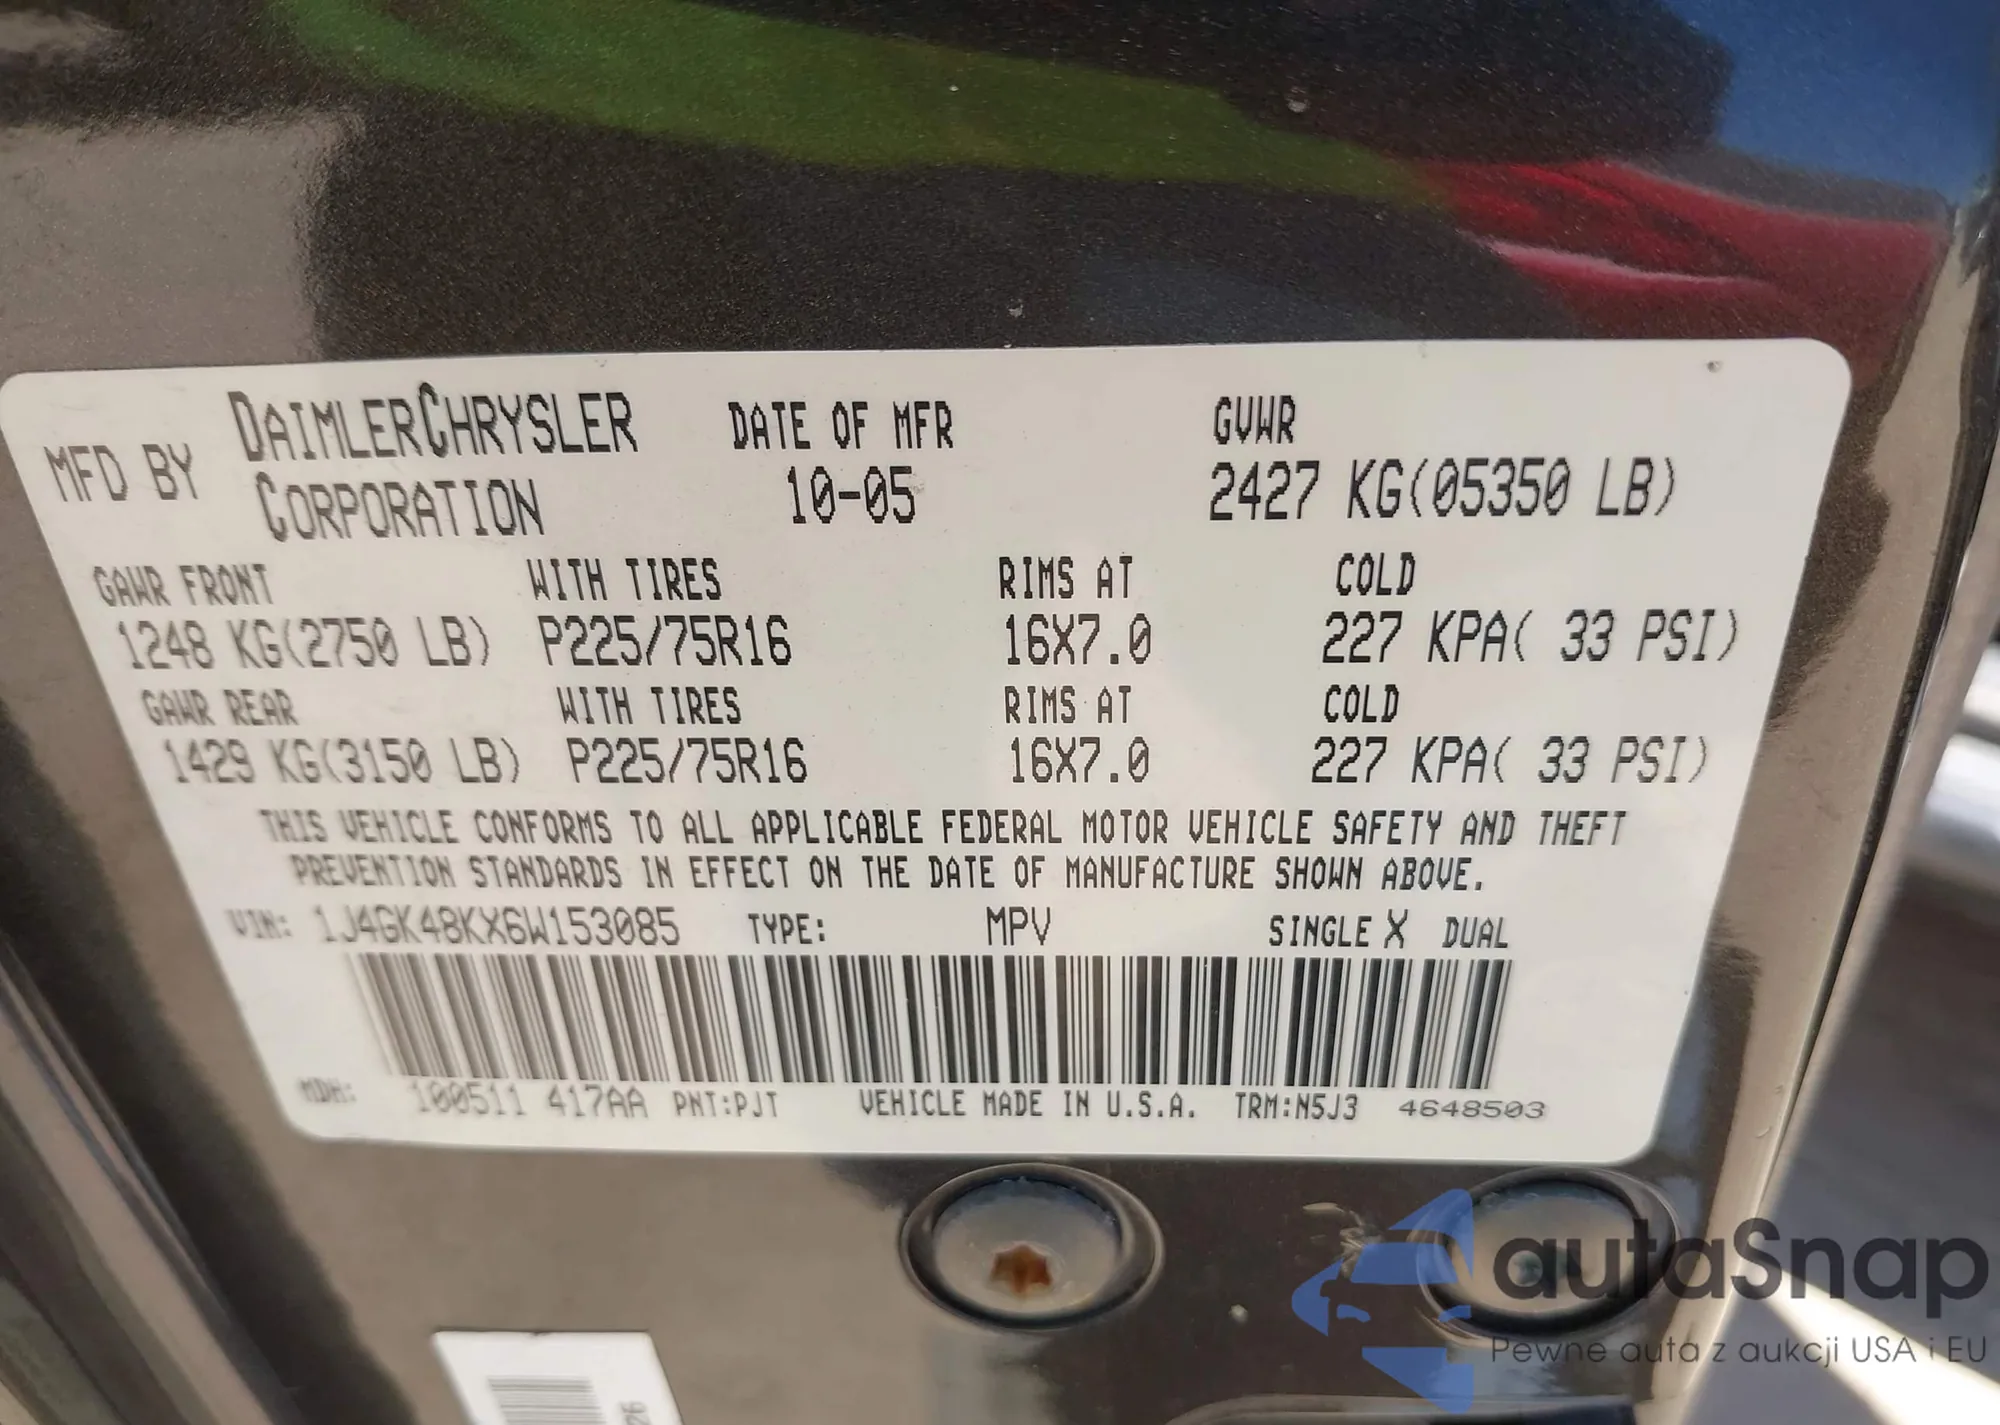 MFD BY DAIMLERCHRYSLER CORPORATION DATE OF MFR 10-05 GVWR 2427 KG(05350 LB)
GAWR FRONT WITH TIRES RIMS AT COLD
1248 KG(2750 LB) P225/75R16 16X7.0 227 KPA( 33 PSI)
GAWR REAR WITH TIRES RIMS AT COLD
1429 KG(3150 LB) P225/75R16 16X7.0 227 KPA( 33 PSI)
THIS VEHICLE CONFORMS TO ALL APPLICABLE FEDERAL MOTOR VEHICLE SAFETY AND THEFT
PREVENTION STANDARDS IN EFFECT ON THE DATE OF MANUFACTURE SHOWN ABOVE.
VIN: 1J4GK48KX6W153085 TYPE: MPV SINGLE X DUAL
MDH: 100511 417AA PNT:PJT VEHICLE MADE IN U.S.A. TRM:N5J3 4648503
autaSnap
Pewne auta z aukcji USA i EU